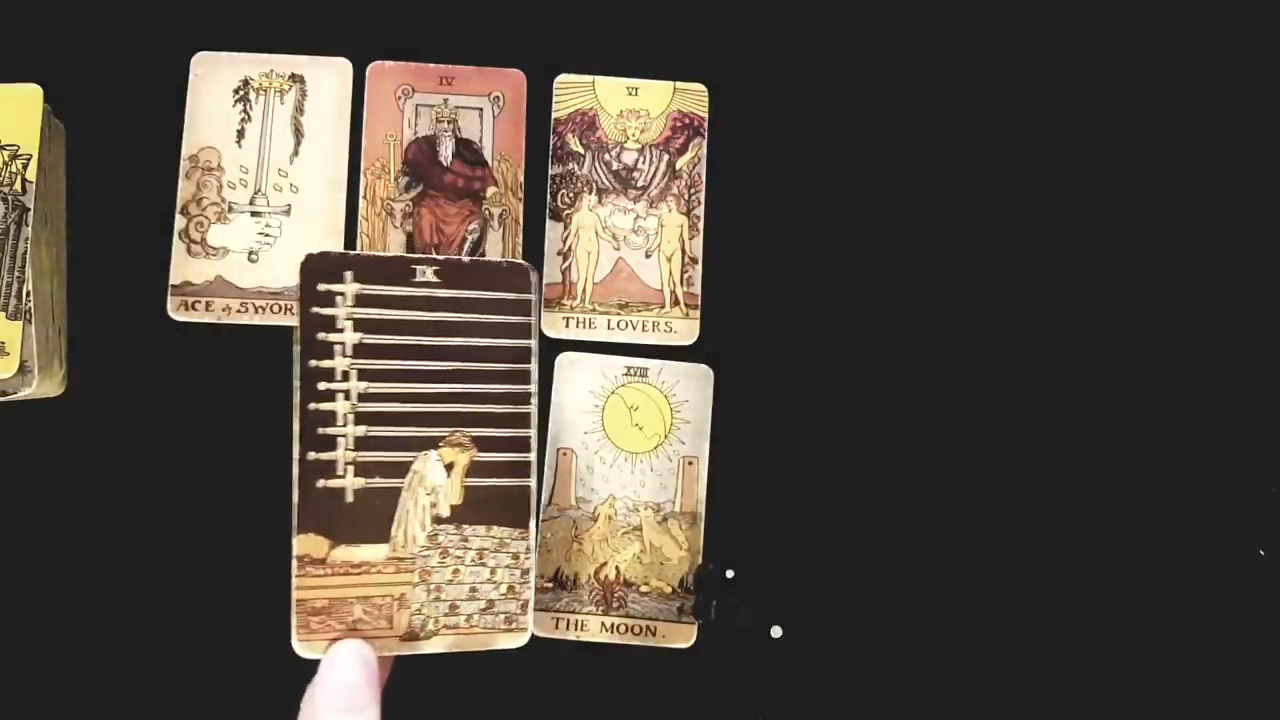 IV
VI
ACE of SWOR
THE LOVERS.
IX
XVIII
THE MOON.